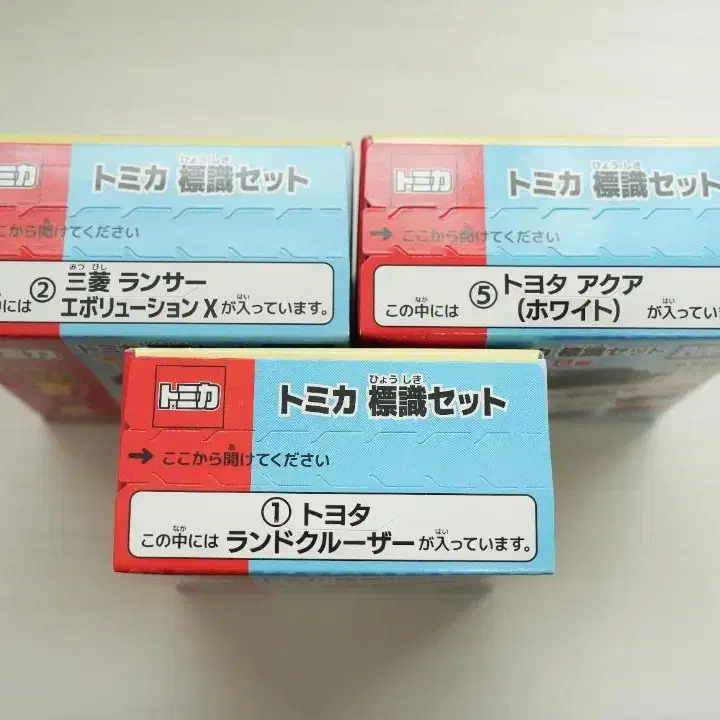 トミカ 標識セット
ひょうしき
ここから開けてください
あ
みつ びし
② 三菱 ランサー
エボリューションX
中には
が入っています。
はい
トミカ
ひょうしき
トミカ 標識セット
→ ここから開けてください
⑤ トヨタ アクア
(ホワイト)
なか
この中には
はい
が入っていま
トミカ
ひょう しき
トミカ 標識セット
あ
→ ここから開けてください
① トヨタ
ランドクルーザー
なか
この中には
はい
が入っています。